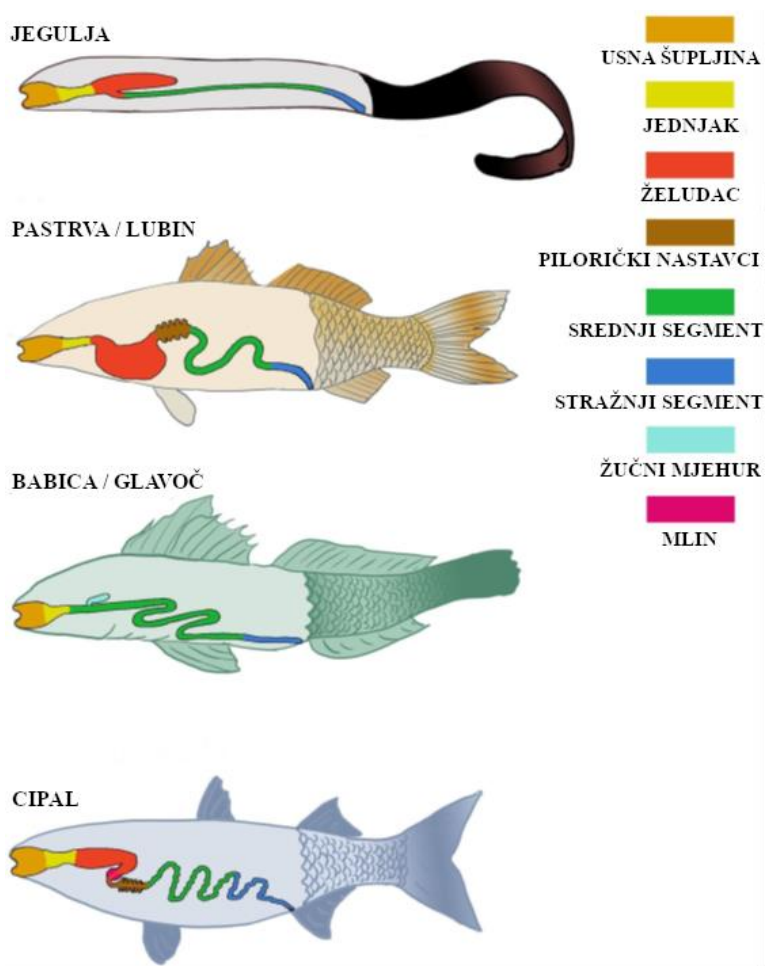 JEGULJA
USNA ŠUPLJINA
JEDNJAK
ŽELUDAC
PASTRVA / LUBIN
PILORIČKI NASTAVCI
SREDNJI SEGMENT
STRAŽNJI SEGMENT
BABICA / GLAVOČ
ŽUČNI MJEHUR
MLIN
CIPAL